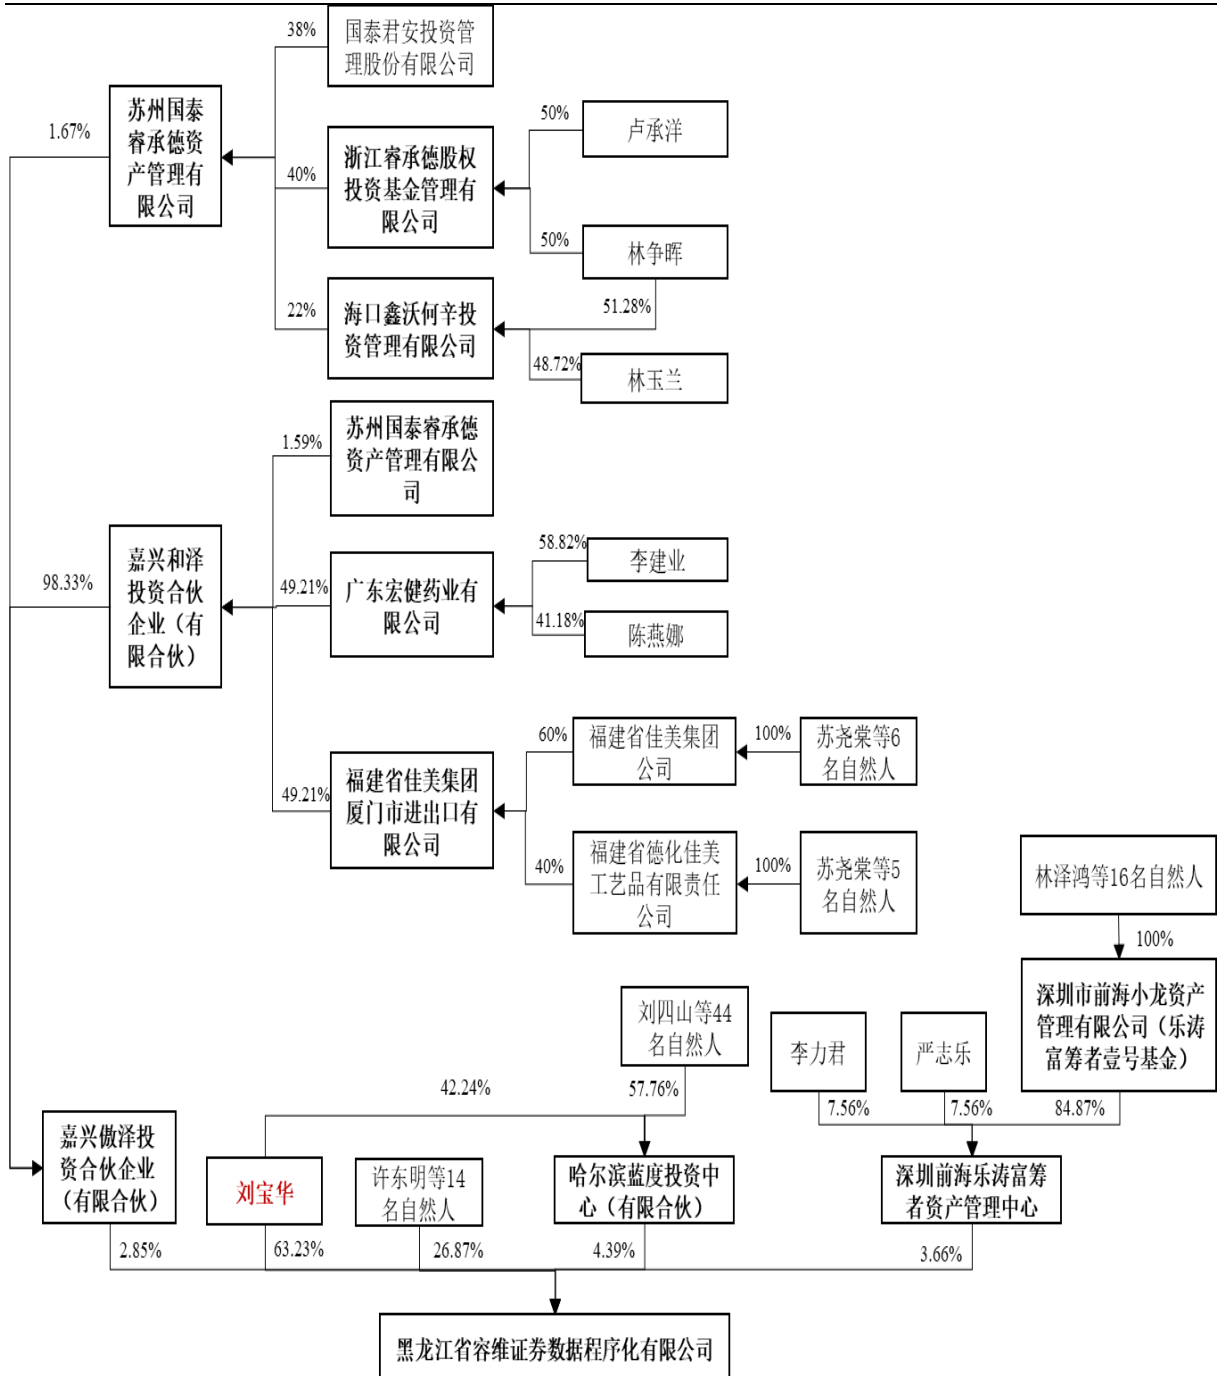 38%
国泰君安投资管
理股份有限公司
苏州国泰
睿承德资
产管理有
限公司
1.67%
40%
浙江睿承德股权
投资基金管理有
限公司
50%
卢承洋
50%
林争晖
51.28%
22%
海口鑫沃何辛投
资管理有限公司
48.72%
林玉兰
1.59%
苏州国泰睿承德
资产管理有限公
司
嘉兴和泽
投资合伙
企业（有
限合伙）
98.33%
49.21%
广东宏健药业有
限公司
58.82%
李建业
41.18%
陈燕娜
49.21%
福建省佳美集团
厦门市进出口有
限公司
60%
福建省佳美集团
公司
100%
苏尧棠等6
名自然人
40%
福建省德化佳美
工艺品有限责任
公司
100%
苏尧棠等5
名自然人
林泽鸿等16名自然人
100%
深圳市前海小龙资产
管理有限公司（乐涛
富筹者壹号基金）
刘四山等44
名自然人
李力君
严志乐
42.24%
57.76%
7.56%
7.56%
84.87%
嘉兴傲泽投
资合伙企业
（有限合伙）
刘宝华
许东明等14
名自然人
哈尔滨蓝度投资中
心（有限合伙）
深圳前海乐涛富筹
者资产管理中心
2.85%
63.23%
26.87%
4.39%
3.66%
黑龙江省容维证券数据程序化有限公司